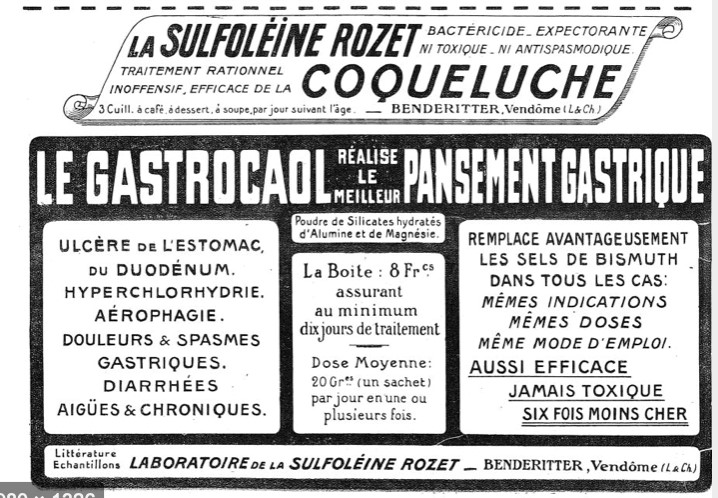 LA SULFOLÉINE ROZET BACTÉRICIDE_EXPECTORANTE
NI TOXIQUE_NI ANTISPASMODIQUE.
TRAITEMENT RATIONNEL
INOFFENSIF, EFFICACE DE LA COQUELUCHE
3 Cuill. à café, à dessert, à soupe, par jour suivant l'âge. _ BENDERITTER, Vendôme (L&Ch)
LE GASTROCAOL RÉALISE LE MEILLEUR PANSEMENT GASTRIQUE
Poudre de Silicates hydratés
d'Alumine et de Magnésie.
ULCÈRE DE L'ESTOMAC,
DU DUODÉNUM.
HYPERCHLORHYDRIE.
AÉROPHAGIE.
DOULEURS & SPASMES
GASTRIQUES.
DIARRHÉES
AIGÜES & CHRONIQUES.
La Boite : 8 Frcs
assurant
au minimum
dix jours de traitement
Dose Moyenne:
20 Gres (un sachet)
par jour en une ou
plusieurs fois.
REMPLACE AVANTAGEUSEMENT
LES SELS DE BISMUTH
DANS TOUS LES CAS:
MÊMES INDICATIONS
MÊMES DOSES
MÊME MODE D'EMPLOI.
AUSSI EFFICACE
JAMAIS TOXIQUE
SIX FOIS MOINS CHER
Littérature
Echantillons LABORATOIRE DE LA SULFOLÉINE ROZET _ BENDERITTER, Vendôme (L&Ch)